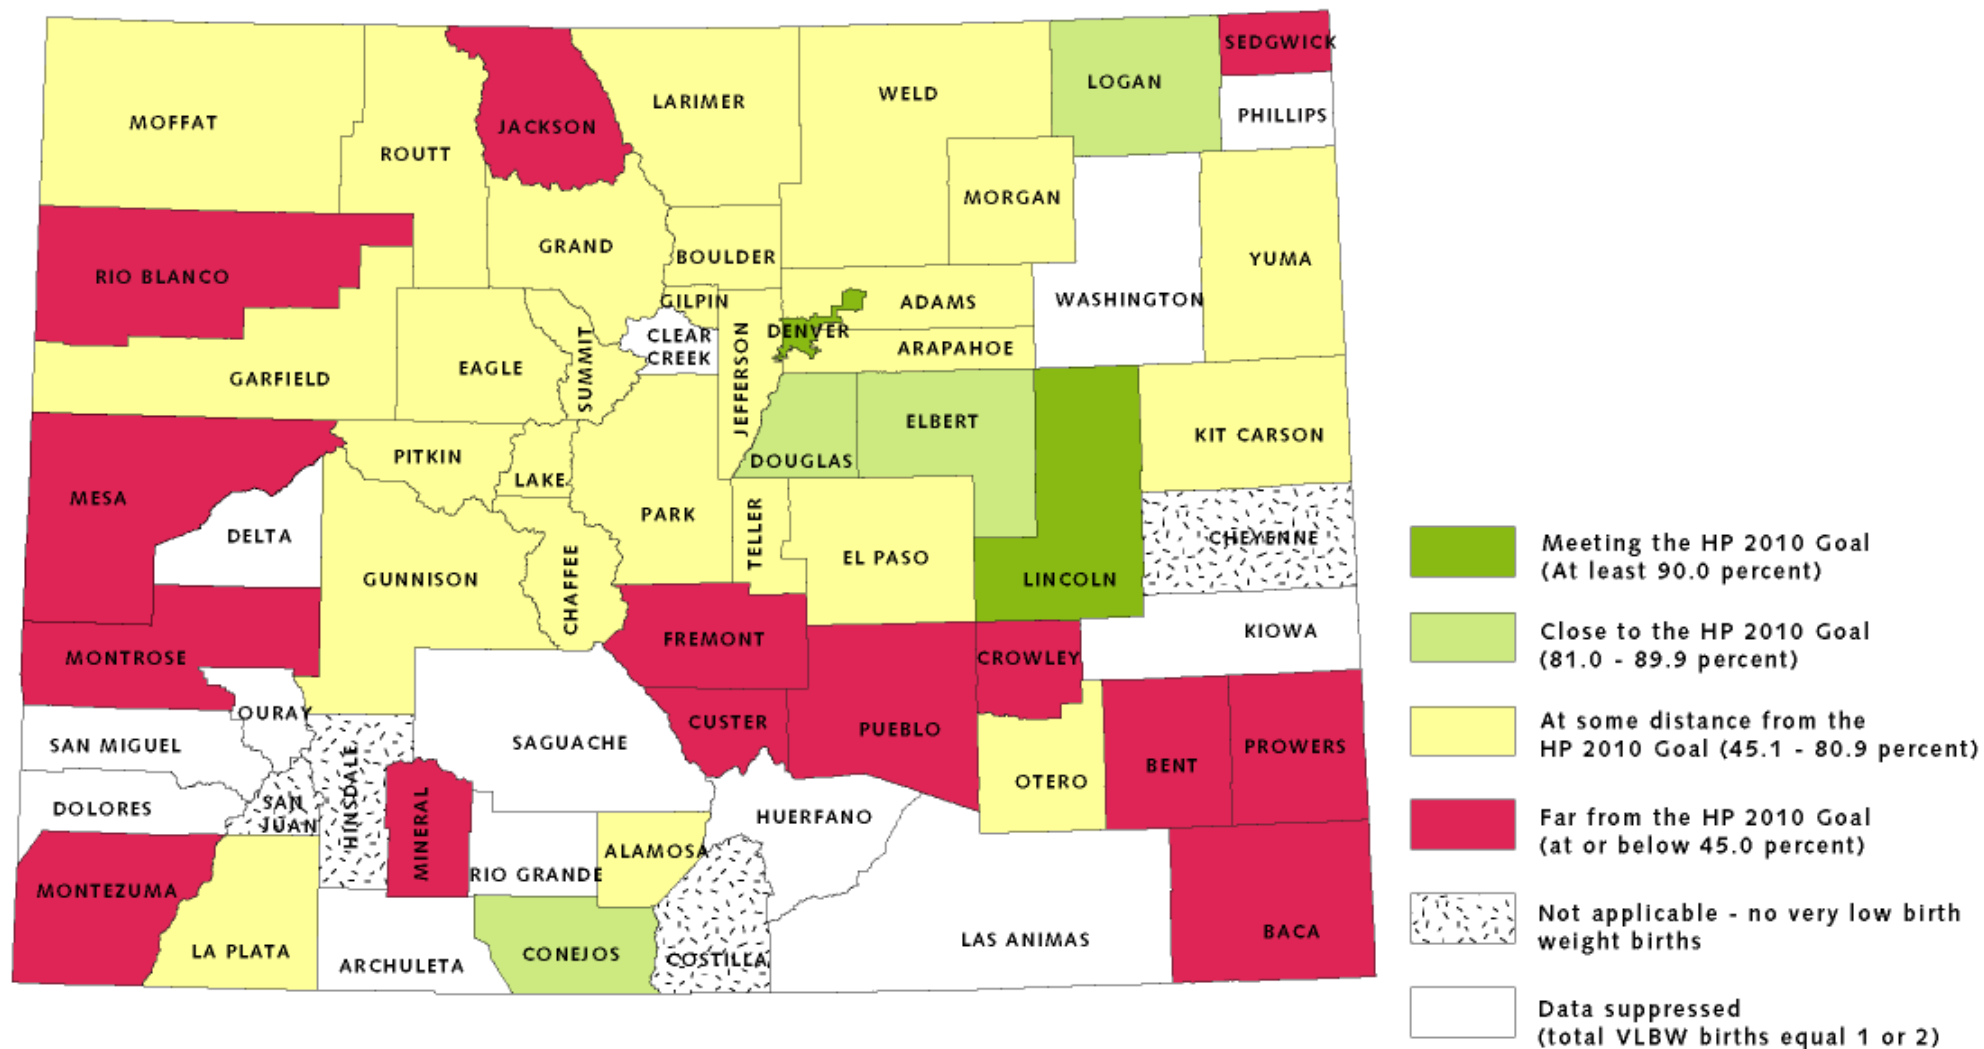 SEDGWICK
LOGAN
WELD
LARIMER
PHILLIPS
MOFFAT
JACKSON
ROUTT
MORGAN
GRAND
BOULDER
YUMA
RIO BLANCO
GILPIN
ADAMS
WASHINGTON
DENVER
CLEAR
CREEK
ARAPAHOE
SUMMIT
EAGLE
GARFIELD
JEFFERSON
ELBERT
KIT CARSON
PITKIN
DOUGLAS
LAKE
MESA
PARK
TELLER
DELTA
CHEYENNE
EL PASO
GUNNISON
LINCOLN
CHAFFEE
KIOWA
FREMONT
MONTROSE
CROWLEY
OURAY
CUSTER
PUEBLO
SAN MIGUEL
SAGUACHE
PROWERS
BENT
OTERO
HINSDALE
SAN
JUAN
DOLORES
HUERFANO
MINERAL
ALAMOSA
RIO GRANDE
MONTEZUMA
BACA
LAS ANIMAS
LA PLATA
CONEJOS
COSTILLA
ARCHULETA
Meeting the HP 2010 Goal
(At least 90.0 percent)
Close to the HP 2010 Goal
(81.0 - 89.9 percent)
At some distance from the
HP 2010 Goal (45.1 - 80.9 percent)
Far from the HP 2010 Goal
(at or below 45.0 percent)
Not applicable - no very low birth
weight births
Data suppressed
(total VLBW births equal 1 or 2)